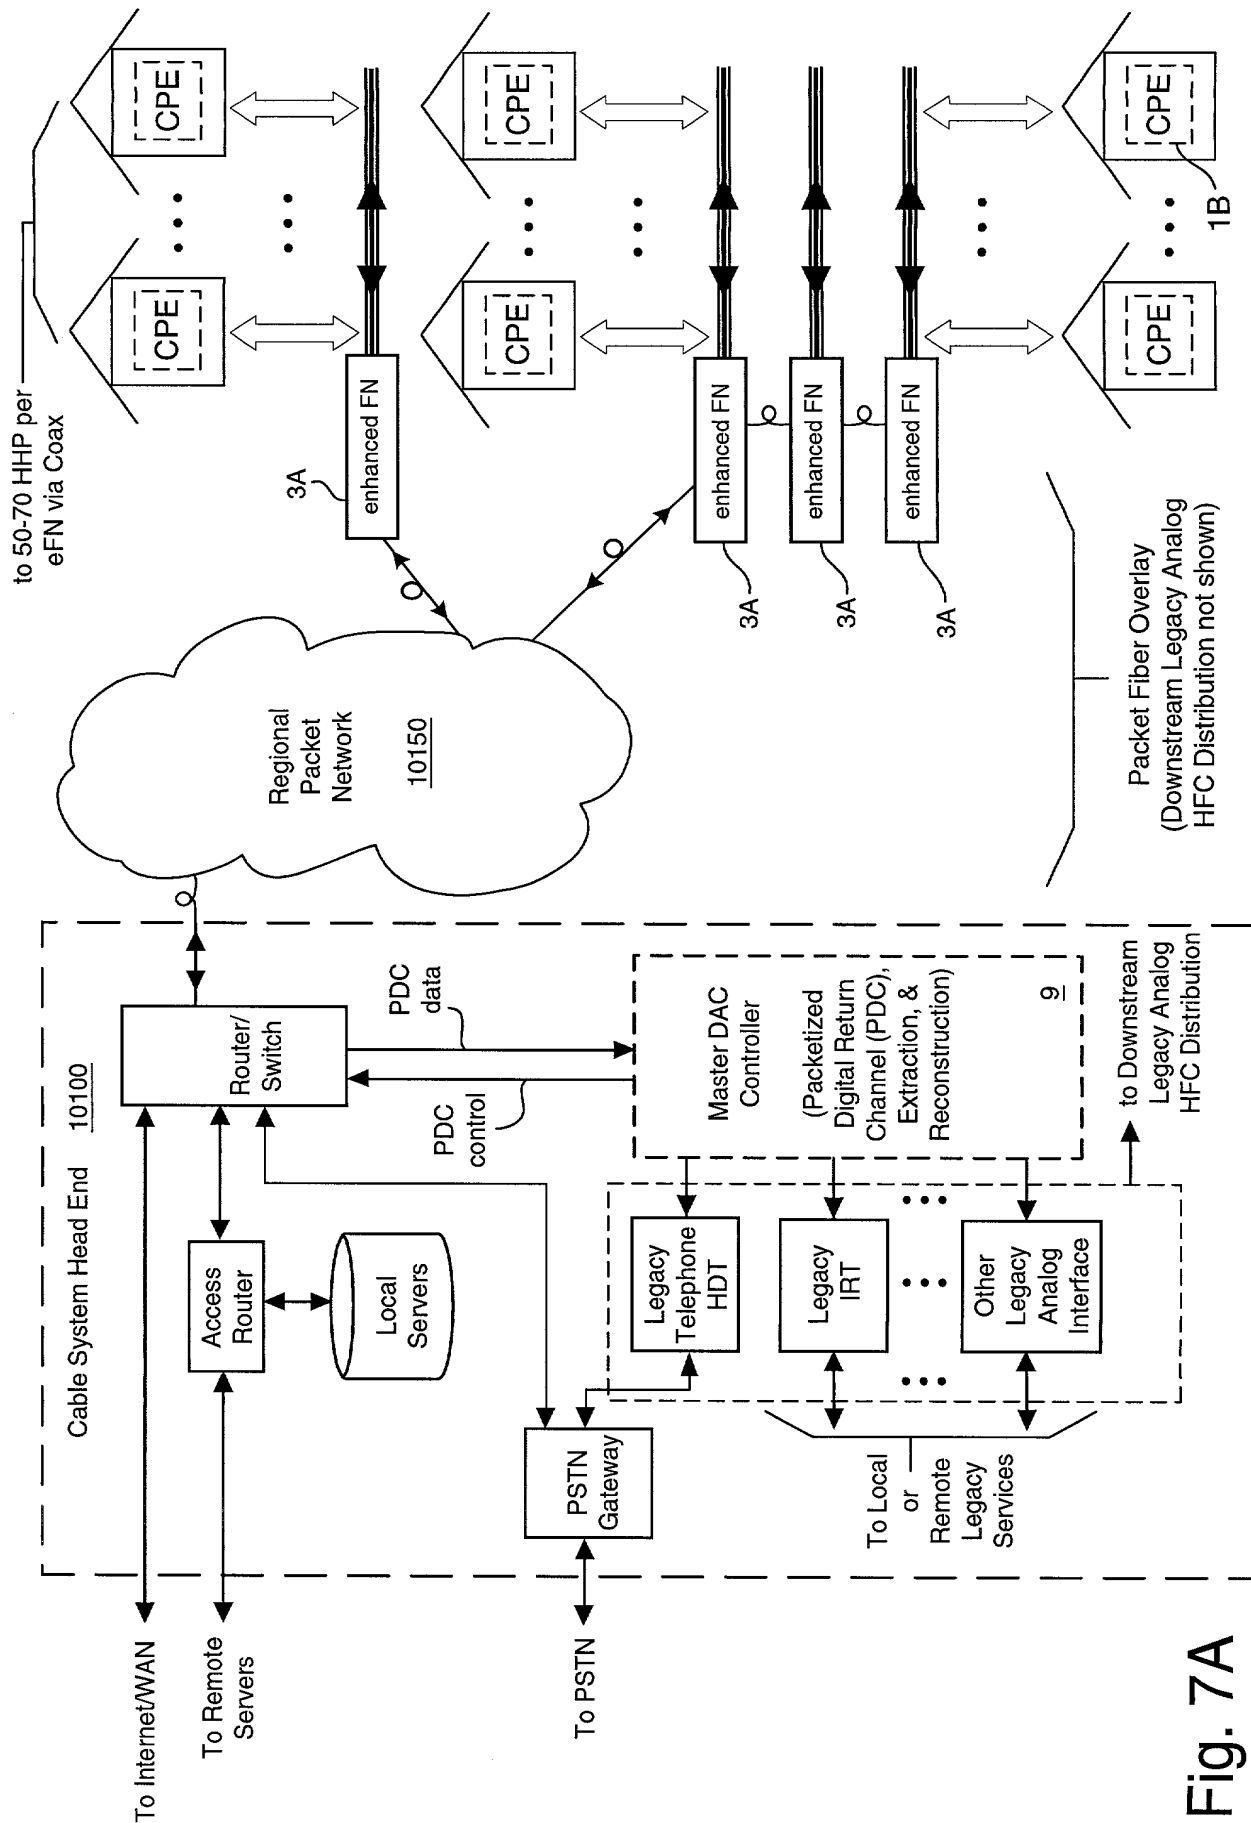 To Internet/WAN
To Remote
Servers
To PSTN
Cable System Head End
10100
Access
Router
Local
Servers
Router/
Switch
PSTN
Gateway
PDC
data
PDC
control
Master DAC
Controller
(Packetized
Digital Return
Channel (PDC),
Extraction, &
Reconstruction)
9
Legacy
Telephone
HDT
Legacy
IRT
Other
Legacy
Analog
Interface
To Local
or
Remote
Legacy
Services
to Downstream
Legacy Analog
HFC Distribution
Regional
Packet
Network
10150
to 50-70 HHP per
eFN via Coax
3A
enhanced FN
CPE
CPE
CPE
CPE
3A
enhanced FN
3A
enhanced FN
3A
enhanced FN
CPE
CPE
1B
Packet Fiber Overlay
(Downstream Legacy Analog
HFC Distribution not shown)
Fig. 7A